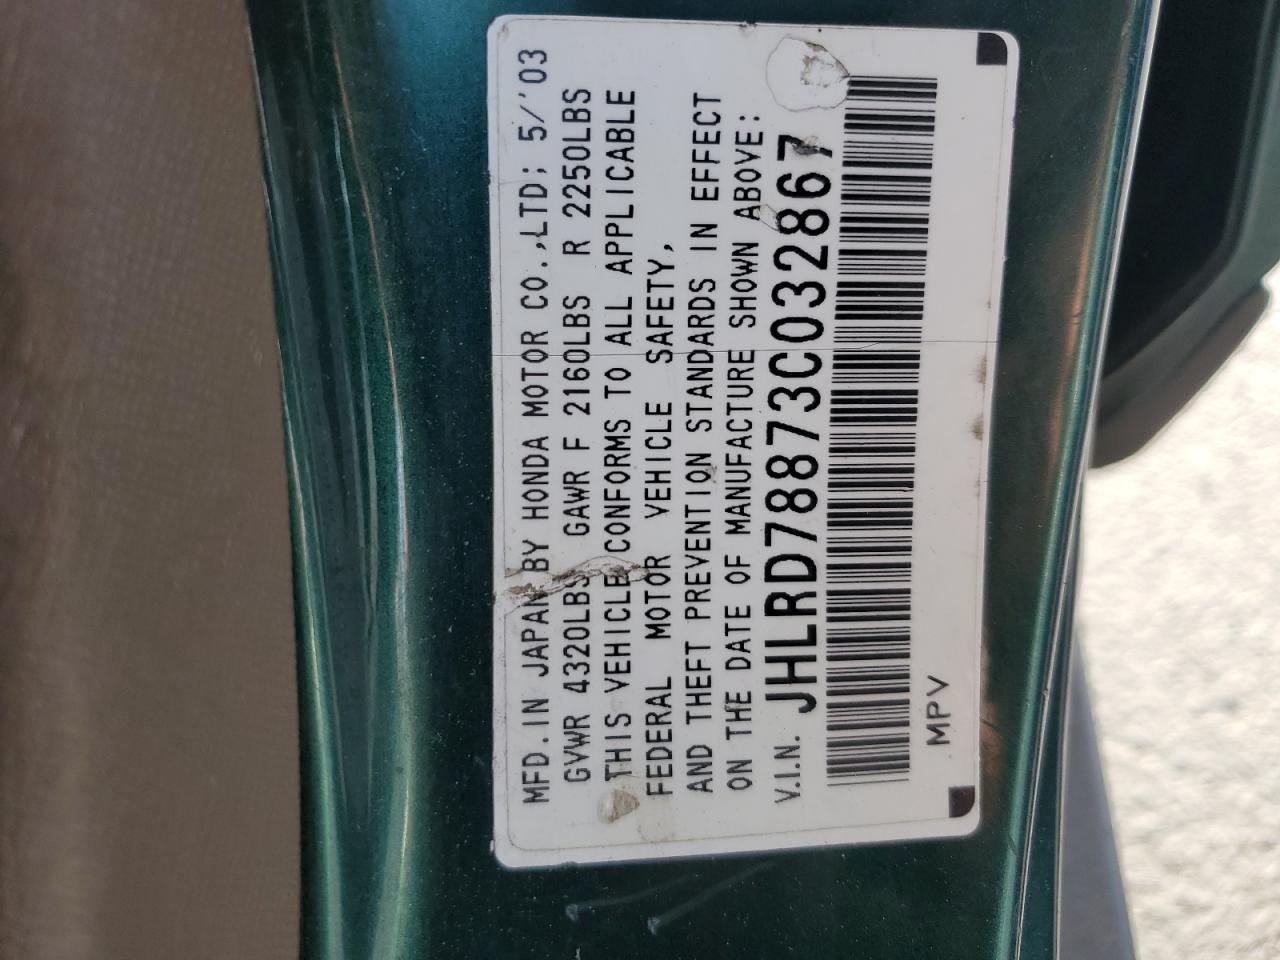 MFD. IN JAPAN BY HONDA MOTOR CO.,LTD; 5/'03
GVWR 4320LBS GAWR F 2160LBS R 2250LBS
THIS VEHICLE CONFORMS TO ALL APPLICABLE
FEDERAL MOTOR VEHICLE SAFETY,
AND THEFT PREVENTION STANDARDS IN EFFECT
ON THE DATE OF MANUFACTURE SHOWN ABOVE:
V.I.N. JHLRD78873C032867
MPV